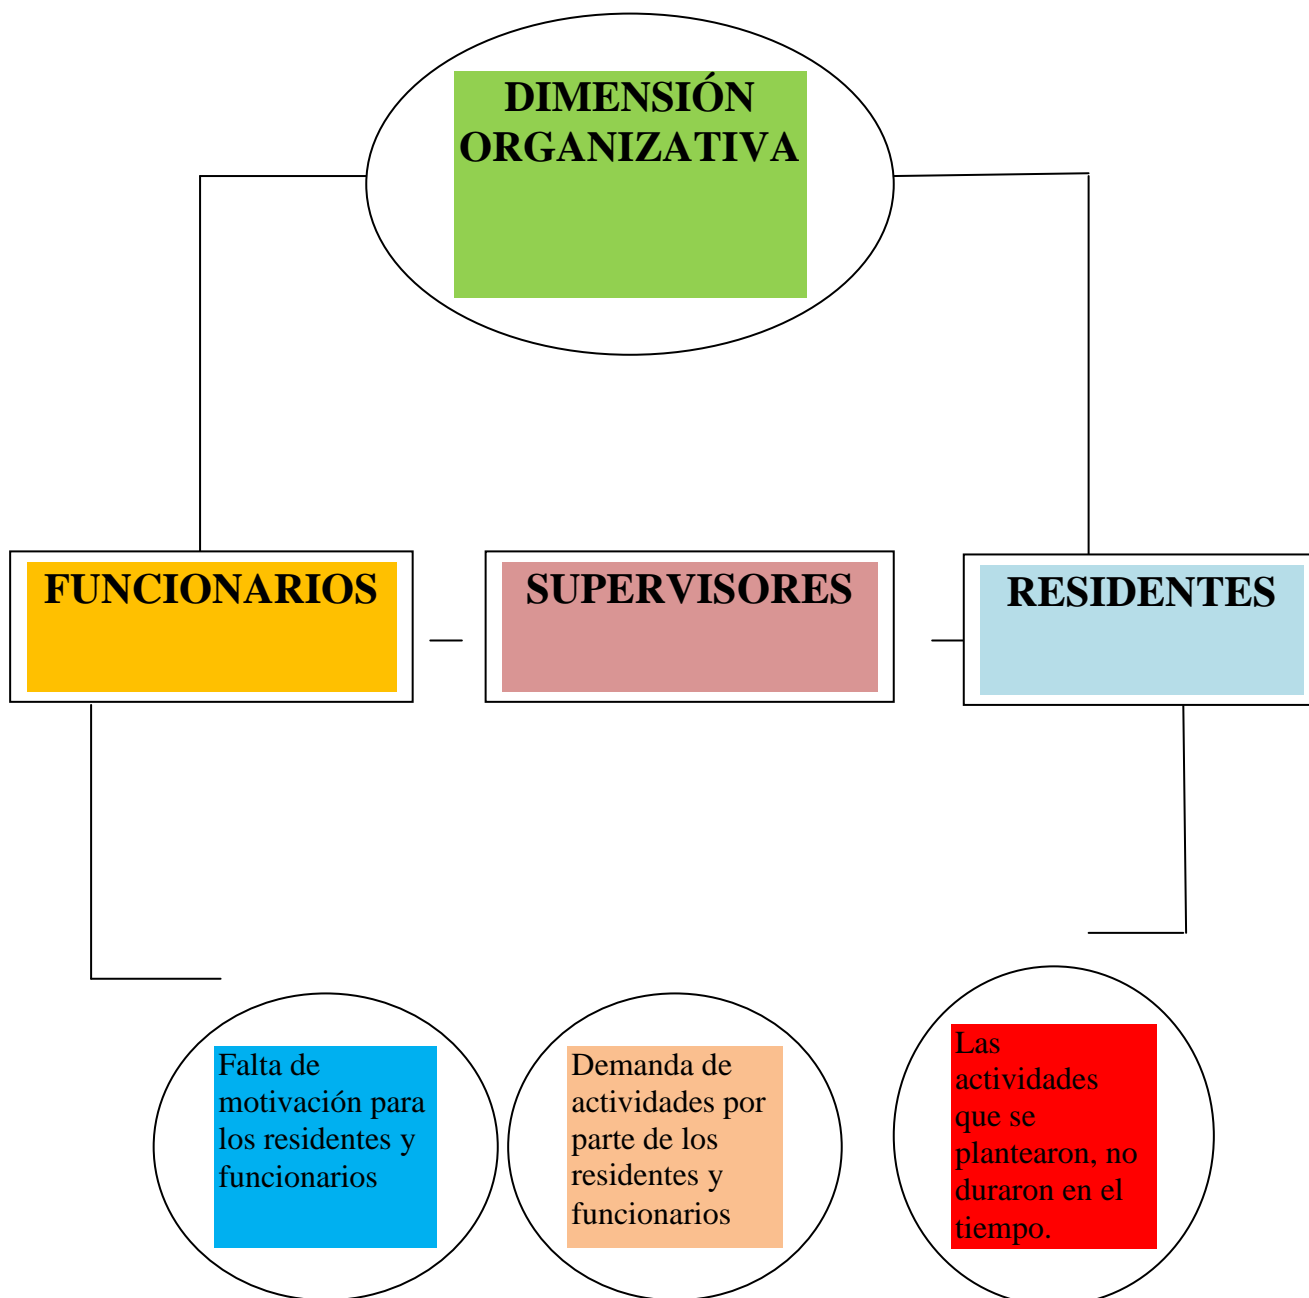 DIMENSIÓN
ORGANIZATIVA
FUNCIONARIOS
SUPERVISORES
RESIDENTES
Falta de
motivación para
los residentes y
funcionarios
Demanda de
actividades por
parte de los
residentes y
funcionarios
Las
actividades
que se
plantearon, no
duraron en el
tiempo.